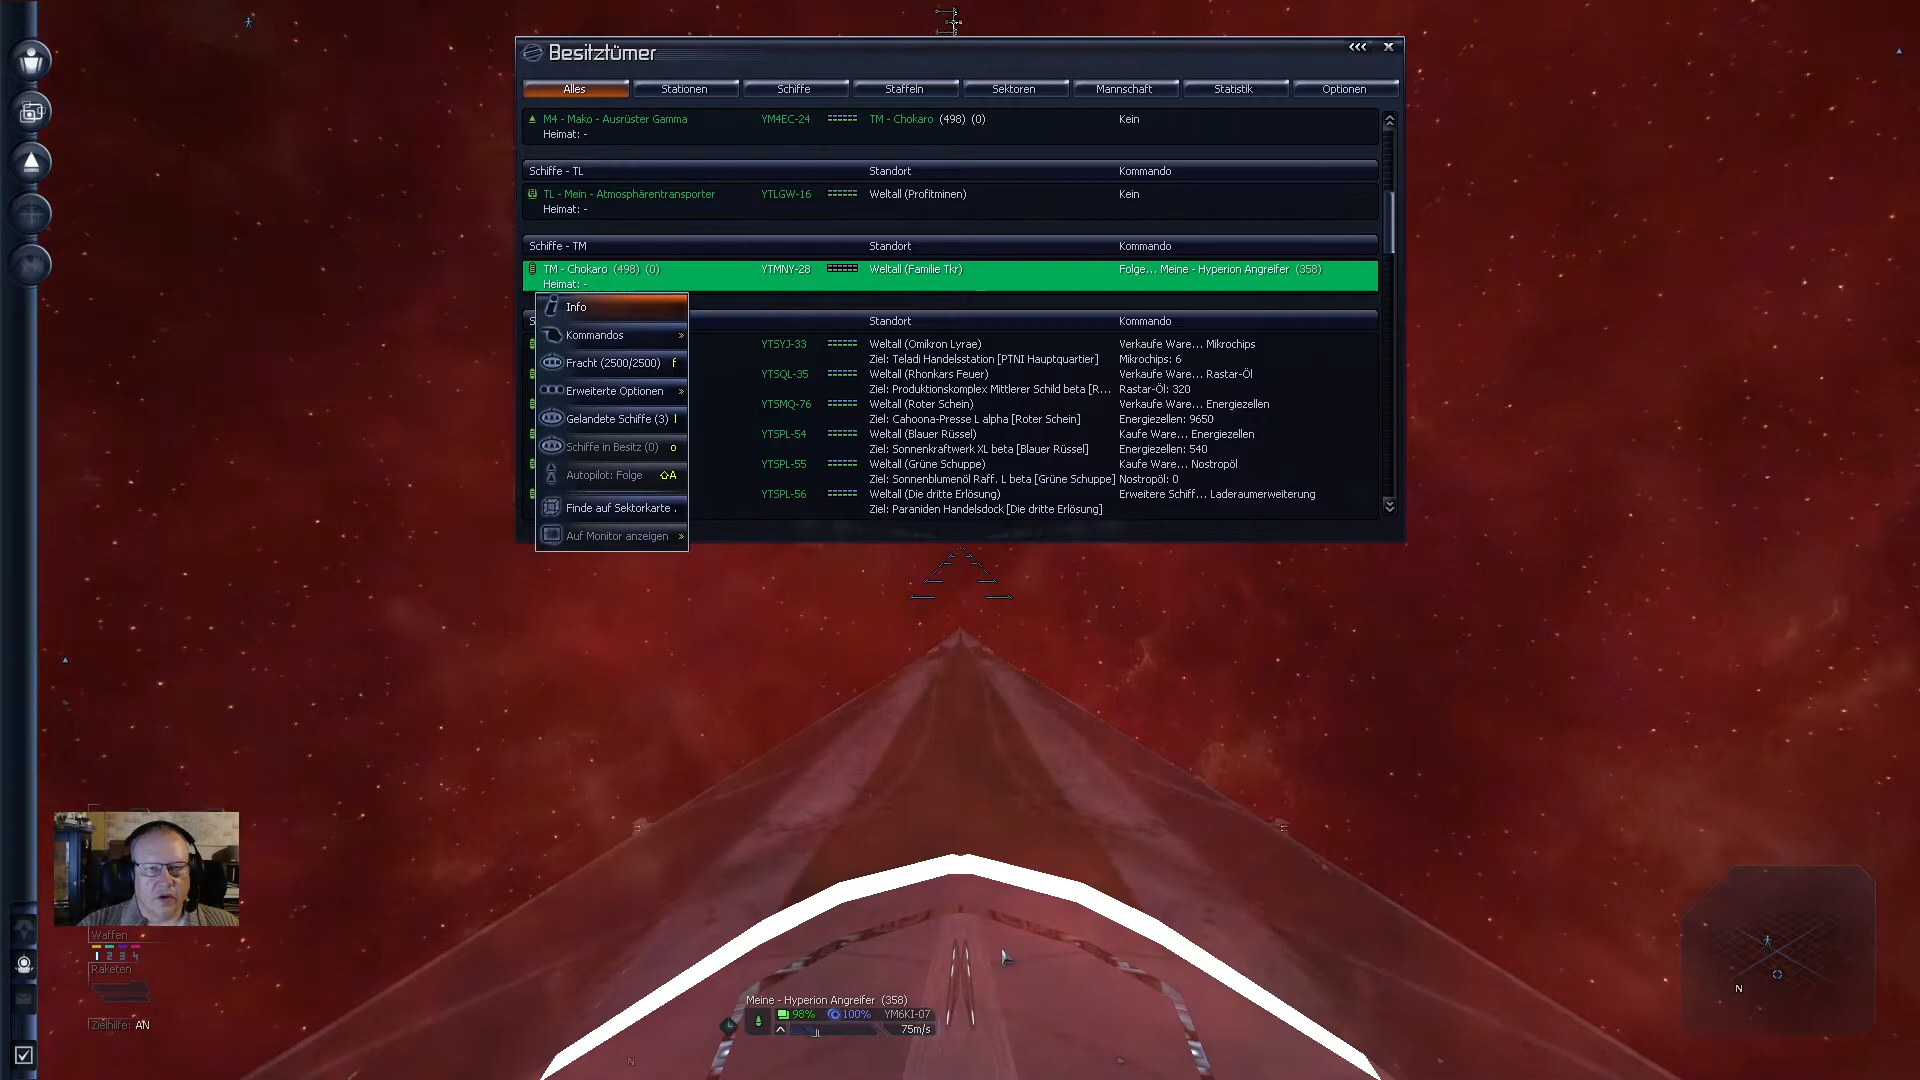 Besitztümer
<<< X
Alles Stationen Schiffe Staffeln Sektoren Mannschaft Statistik Optionen
M4 - Mako - Ausrüster Gamma YM4EC-24 TM - Chokaro (498) (0) Kein
Heimat: -
Schiffe - TL Standort Kommando
TL - Mein - Atmosphärentransporter YTLGW-16 Weltall (Profitminen) Kein
Heimat: -
Schiffe - TM Standort Kommando
TM - Chokaro (498) (0) YTMNY-28 Weltall (Familie Tkr) Folge... Meine - Hyperion Angreifer (358)
Heimat: -
Info
Kommandos »
Fracht (2500/2500) f
Erweiterte Optionen »
Gelandete Schiffe (3) l
Schiffe in Besitz (0) o
Autopilot: Folge ⇧A
Finde auf Sektorkarte .
Auf Monitor anzeigen »
S Standort Kommando
YTSYJ-33 Weltall (Omikron Lyrae) Verkaufe Ware... Mikrochips
Ziel: Teladi Handelsstation [PTNI Hauptquartier] Mikrochips: 6
YTSQL-35 Weltall (Rhonkars Feuer) Verkaufe Ware... Rastar-Öl
Ziel: Produktionskomplex Mittlerer Schild beta [R... Rastar-Öl: 320
YTSMQ-76 Weltall (Roter Schein) Verkaufe Ware... Energiezellen
Ziel: Cahoona-Presse L alpha [Roter Schein] Energiezellen: 9650
YTSPL-54 Weltall (Blauer Rüssel) Kaufe Ware... Energiezellen
Ziel: Sonnenkraftwerk XL beta [Blauer Rüssel] Energiezellen: 540
YTSPL-55 Weltall (Grüne Schuppe) Kaufe Ware... Nostropöl
Ziel: Sonnenblumenöl Raff. L beta [Grüne Schuppe] Nostropöl: 0
YTSPL-56 Weltall (Die dritte Erlösung) Erweitere Schiff... Laderaumerweiterung
Ziel: Paraniden Handelsdock [Die dritte Erlösung]
Waffen
1 2 3 4
Raketen
Zielhilfe: AN
Meine - Hyperion Angreifer (358)
98% 100% YM6KI-07
75m/s
N
N